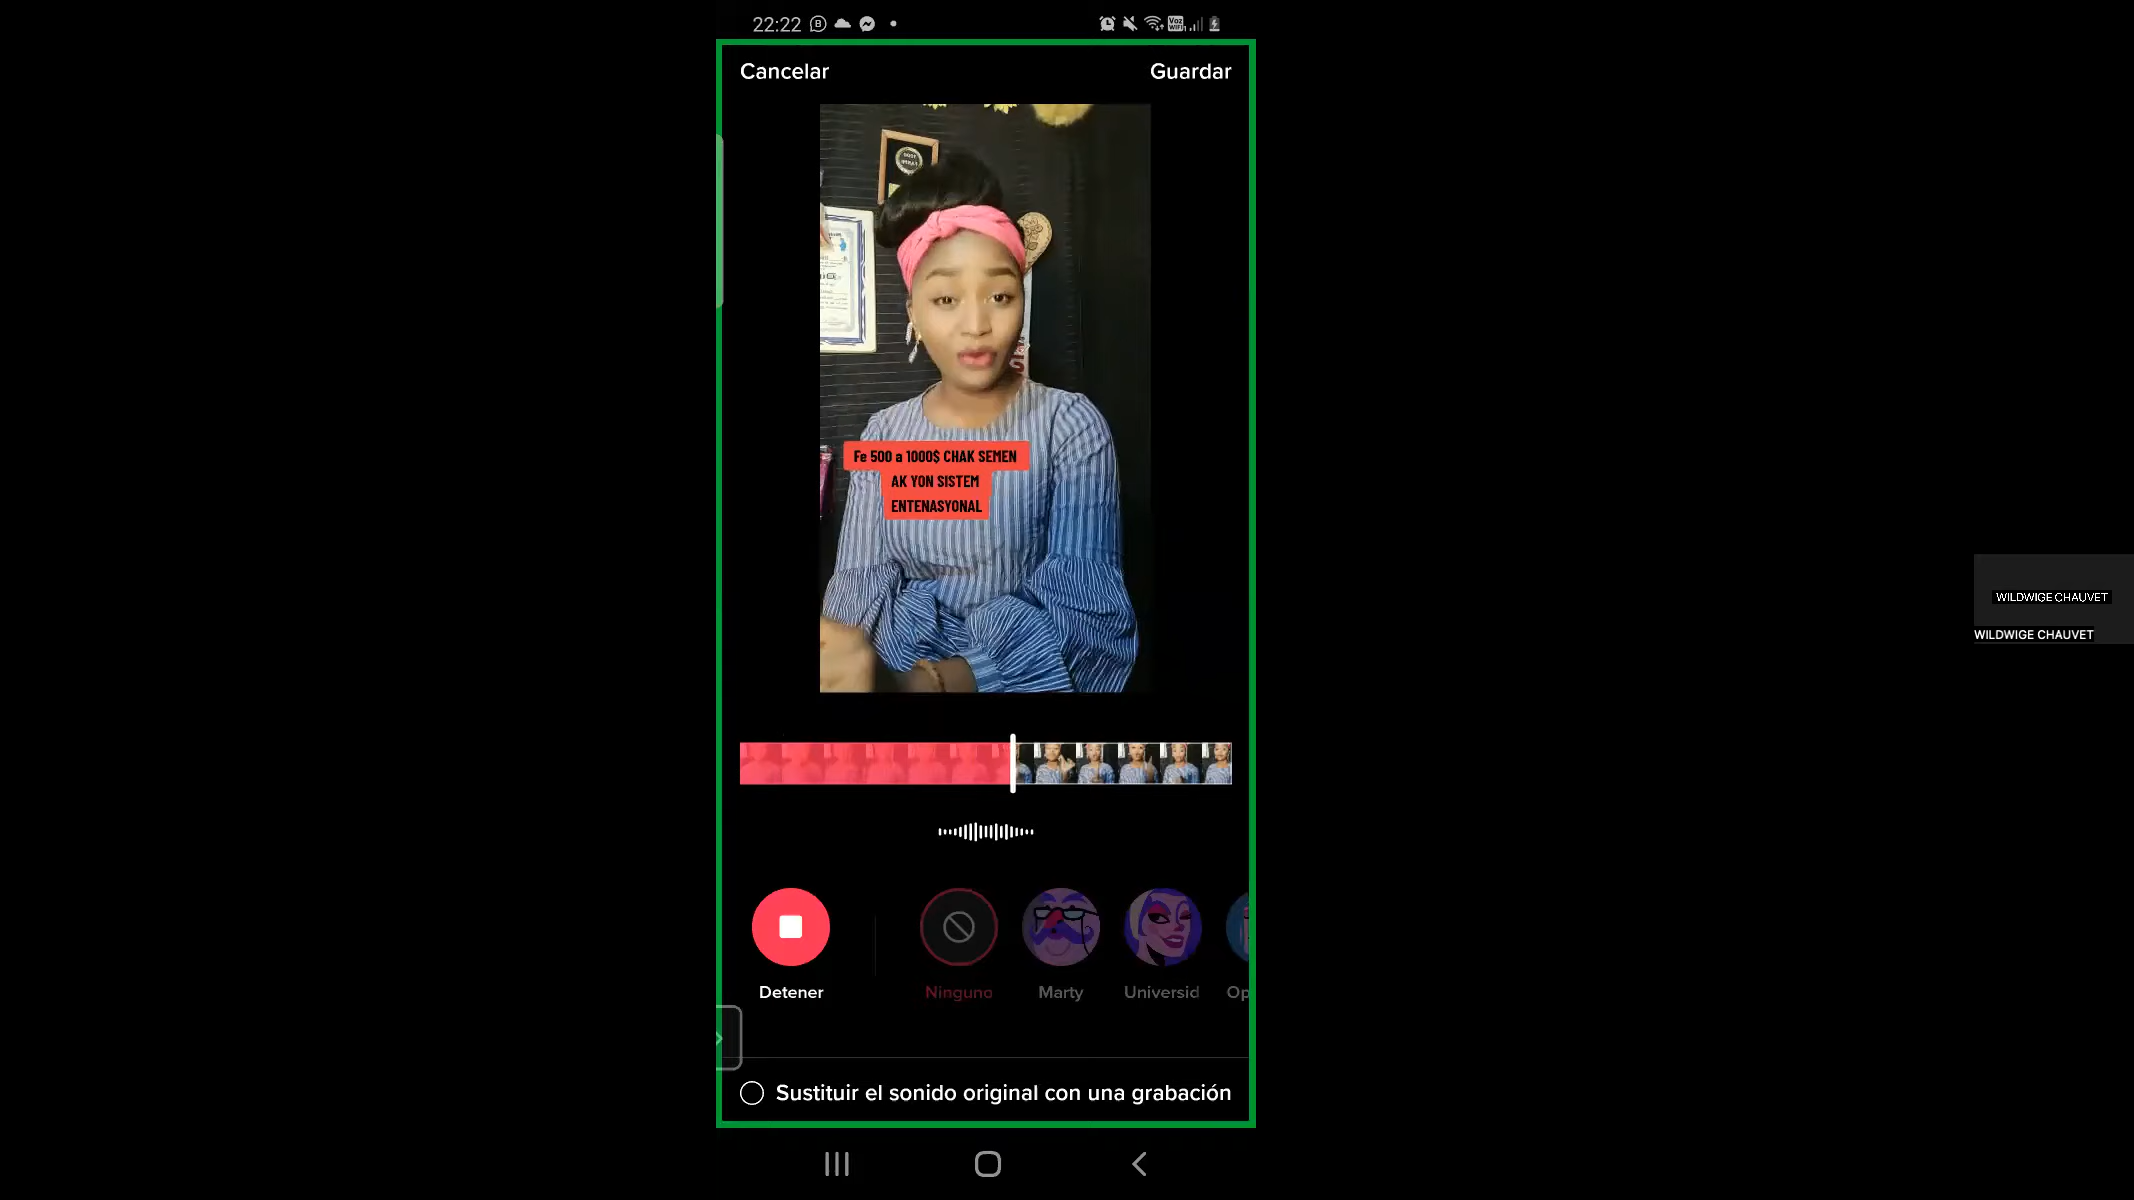 22:22
Cancelar
Guardar
Fe 500 a 1000$ CHAK SEMEN
AK YON SISTEM
ENTENASYONAL
Detener
Ninguno
Marty
Universid
Op
Sustituir el sonido original con una grabación
WILDWIGE CHAUVET
WILDWIGE CHAUVET